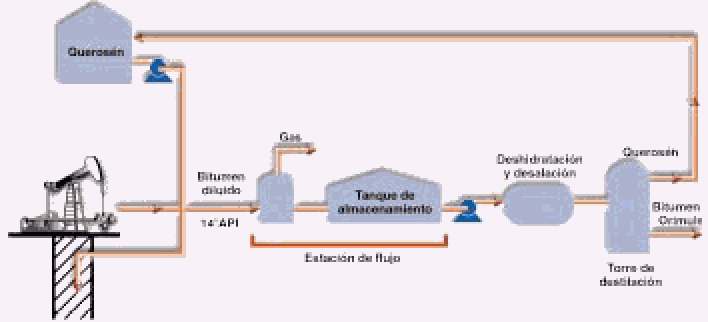 Querosén
Gas
Bitumen
diluido
14°API
Tanque de
almacenamiento
Estación de flujo
Deshidratación
y desalación
Querosén
Bitumen
Orimule
Torre de
destilación